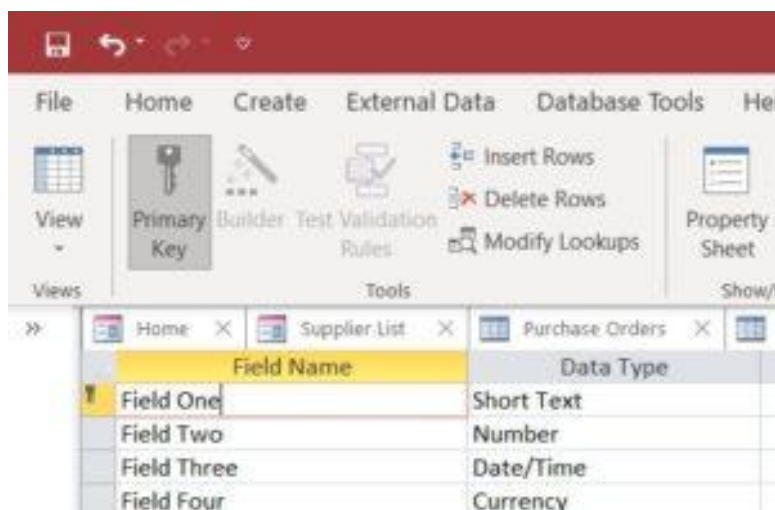 File Home Create External Data Database Tools Hel
View
Primary Key
Builder
Test Validation Rules
Insert Rows
Delete Rows
Modify Lookups
Property Sheet
Views
Tools
Show/
Home
Supplier List
Purchase Orders
Field Name Data Type
Field One Short Text
Field Two Number
Field Three Date/Time
Field Four Currency